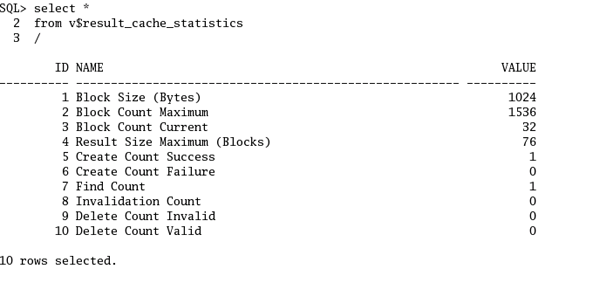 SQL> select *
2 from v$result_cache_statistics
3 /
ID NAME VALUE
---------- -------------------------------------------------- ----------
1 Block Size (Bytes) 1024
2 Block Count Maximum 1536
3 Block Count Current 32
4 Result Size Maximum (Blocks) 76
5 Create Count Success 1
6 Create Count Failure 0
7 Find Count 1
8 Invalidation Count 0
9 Delete Count Invalid 0
10 Delete Count Valid 0
10 rows selected.